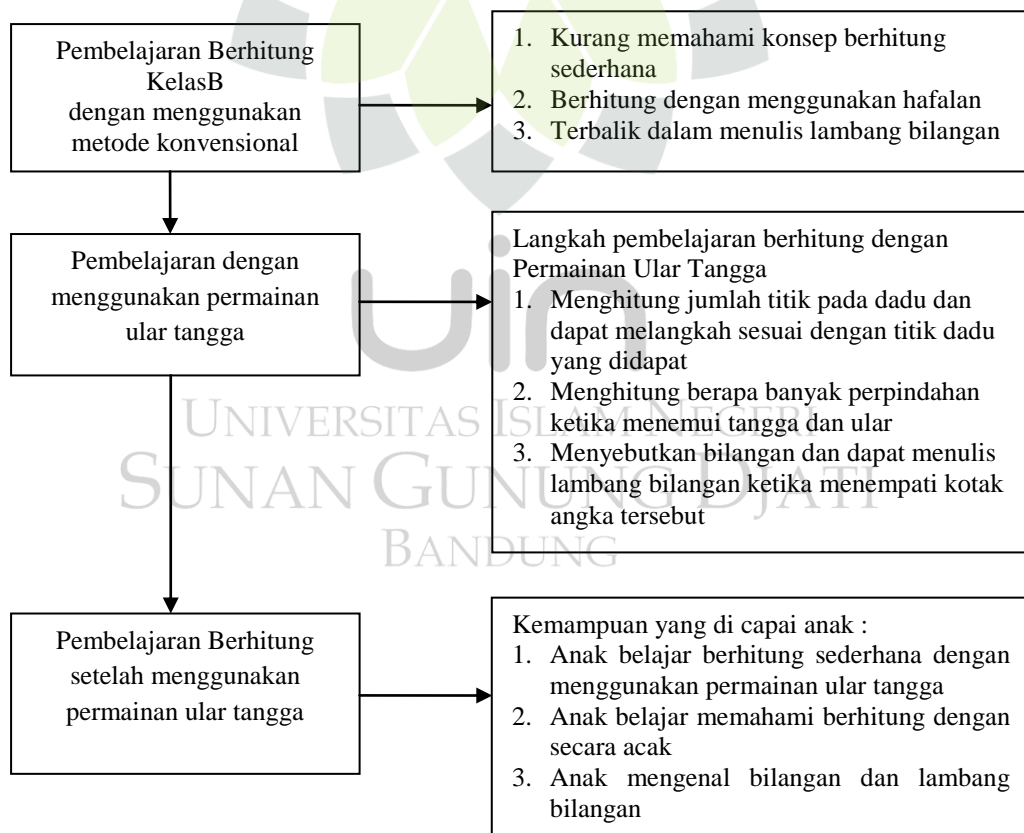 Pembelajaran Berhitung
KelasB
dengan menggunakan
metode konvensional
1. Kurang memahami konsep berhitung
sederhana
2. Berhitung dengan menggunakan hafalan
3. Terbalik dalam menulis lambang bilangan
Pembelajaran dengan
menggunakan permainan
ular tangga
Langkah pembelajaran berhitung dengan
Permainan Ular Tangga
1. Menghitung jumlah titik pada dadu dan
dapat melangkah sesuai dengan titik dadu
yang didapat
2. Menghitung berapa banyak perpindahan
ketika menemui tangga dan ular
3. Menyebutkan bilangan dan dapat menulis
lambang bilangan ketika menempati kotak
angka tersebut
uin
UNIVERSITAS ISLAM NEGERI
SUNAN GUNUNG DJATI
BANDUNG
Pembelajaran Berhitung
setelah menggunakan
permainan ular tangga
Kemampuan yang di capai anak :
1. Anak belajar berhitung sederhana dengan
menggunakan permainan ular tangga
2. Anak belajar memahami berhitung dengan
secara acak
3. Anak mengenal bilangan dan lambang
bilangan